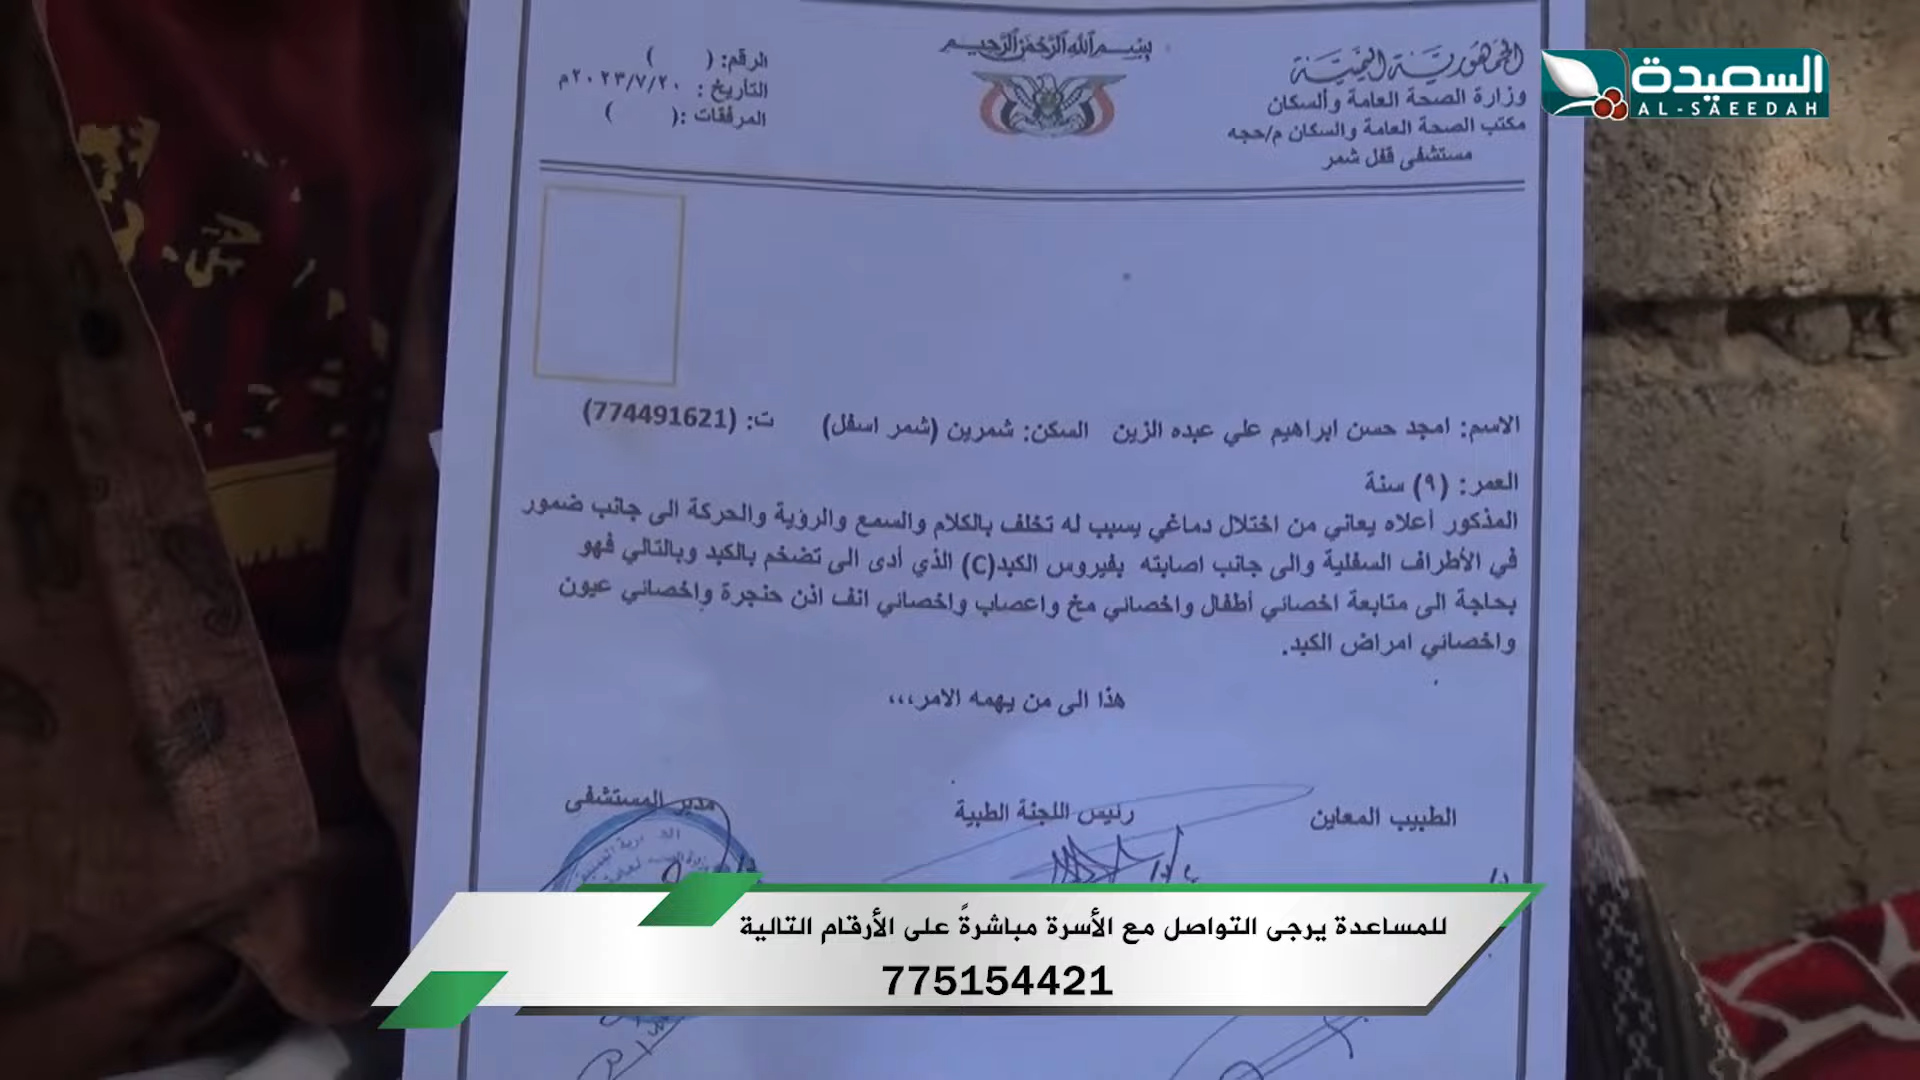 الجمهورية اليمنية
وزارة الصحة العامة والسكان
مكتب الصحة العامة والسكان م/حجه
مستشفى قفل شمر
بسم الله الرحمن الرحيم
الرقم: (      )
التأريخ : ٢٠٢٣/٧/٢٠م
المرفقات :(      )
السعيدة
AL-SAEEDAH
الاسم: امجد حسن ابراهيم علي عبده الزين السكن: شمرين (شمر اسفل) ت: (774491621)
العمر: (٩) سنة
المذكور أعلاه يعاني من اختلال دماغي يسبب له تخلف بالكلام والسمع والرؤية والحركة الى جانب ضمور
في الأطراف السفلية والى جانب اصابته بفيروس الكبد(C) الذي أدى الى تضخم بالكبد وبالتالي فهو
بحاجة الى متابعة اخصائي أطفال واخصائي مخ واعصاب واخصائي انف اذن حنجرة واخصائي عيون
واخصائي امراض الكبد.
هذا الى من يهمه الامر،،،
الطبيب المعاين رئيس اللجنة الطبية مدير المستشفى
للمساعدة يرجى التواصل مع الأسرة مباشرةً على الأرقام التالية
775154421